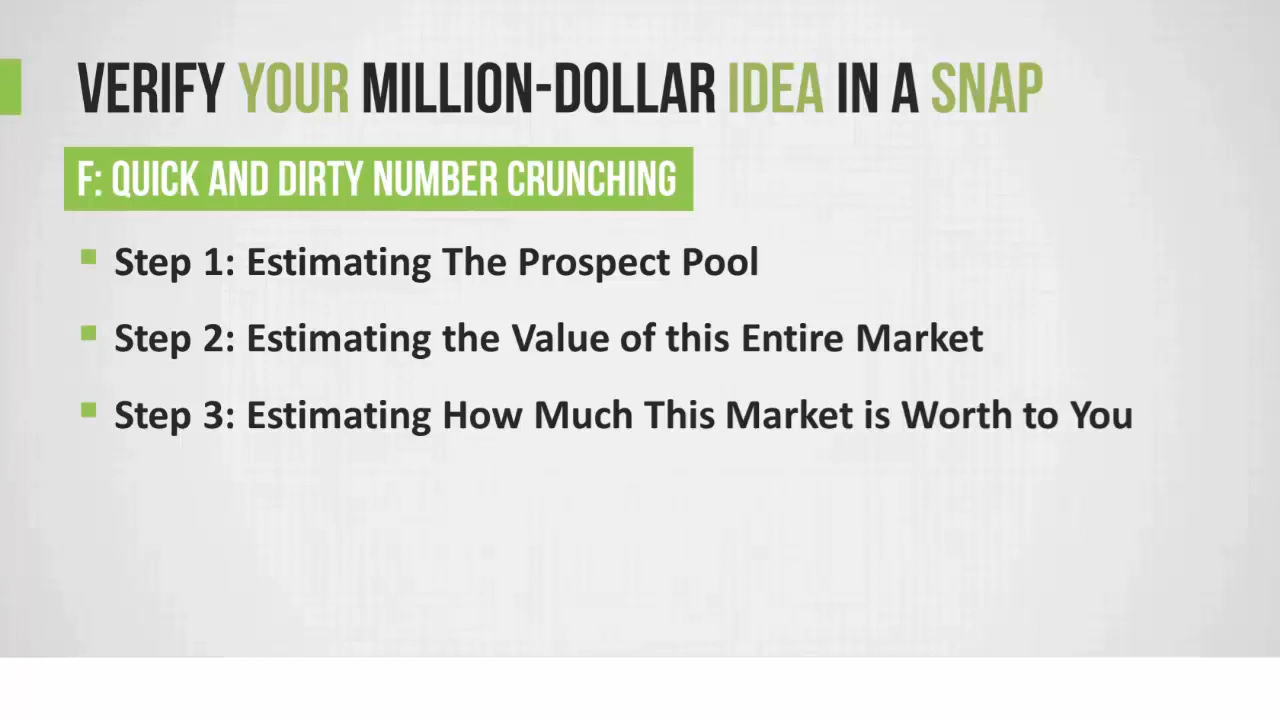 VERIFY YOUR MILLION-DOLLAR IDEA IN A SNAP
F: QUICK AND DIRTY NUMBER CRUNCHING
Step 1: Estimating The Prospect Pool
Step 2: Estimating the Value of this Entire Market
Step 3: Estimating How Much This Market is Worth to You